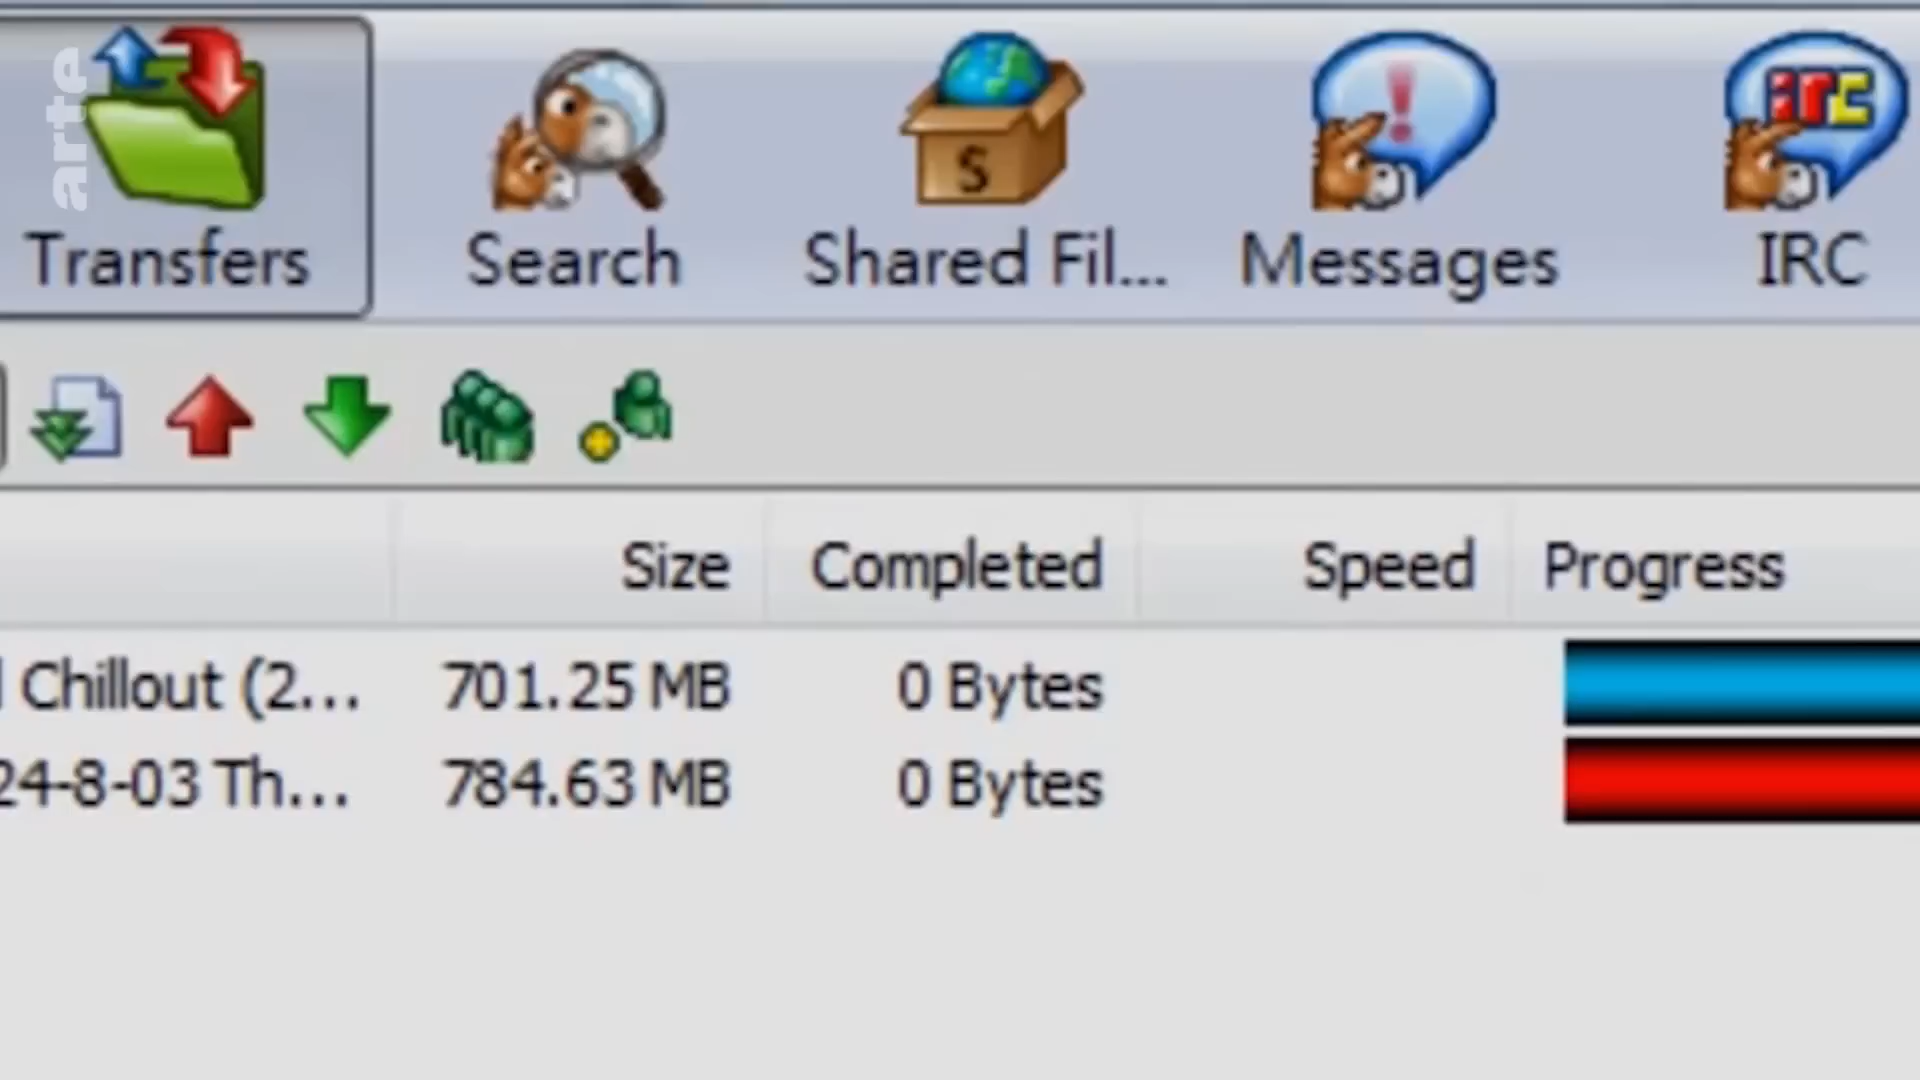 arte
Transfers Search Shared Fil... Messages IRC
irc
S
Size Completed Speed Progress
Chillout (2... 701.25 MB 0 Bytes
24-8-03 Th... 784.63 MB 0 Bytes